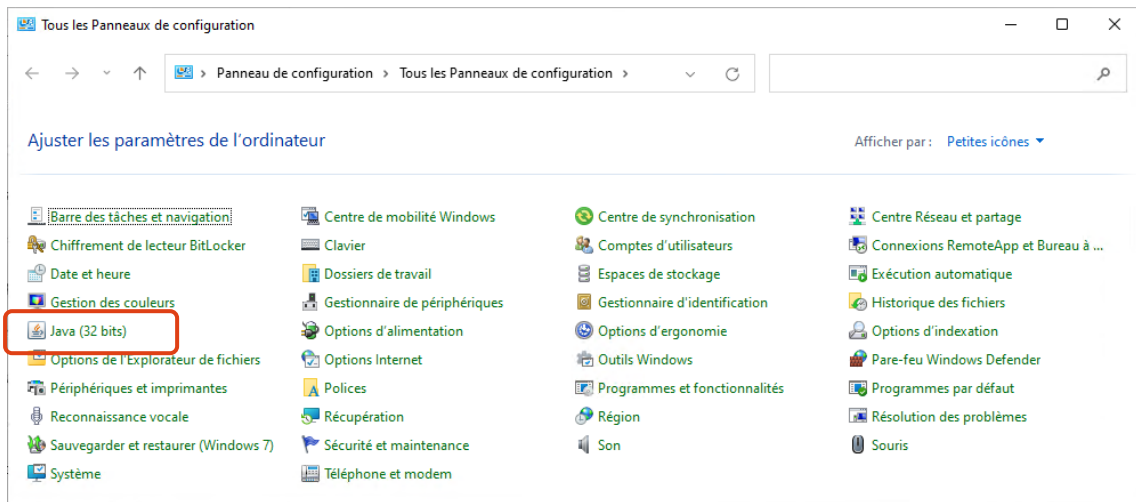 Tous les Panneaux de configuration
Panneau de configuration > Tous les Panneaux de configuration >
Ajuster les paramètres de l'ordinateur
Afficher par : Petites icônes
Barre des tâches et navigation
Centre de mobilité Windows
Centre de synchronisation
Centre Réseau et partage
Chiffrement de lecteur BitLocker
Clavier
Comptes d'utilisateurs
Connexions RemoteApp et Bureau à ...
Date et heure
Dossiers de travail
Espaces de stockage
Exécution automatique
Gestion des couleurs
Gestionnaire de périphériques
Gestionnaire d'identification
Historique des fichiers
Java (32 bits)
Options d'alimentation
Options d'ergonomie
Options d'indexation
Options de l'Explorateur de fichiers
Options Internet
Outils Windows
Pare-feu Windows Defender
Périphériques et imprimantes
Polices
Programmes et fonctionnalités
Programmes par défaut
Reconnaissance vocale
Récupération
Région
Résolution des problèmes
Sauvegarder et restaurer (Windows 7)
Sécurité et maintenance
Son
Souris
Système
Téléphone et modem